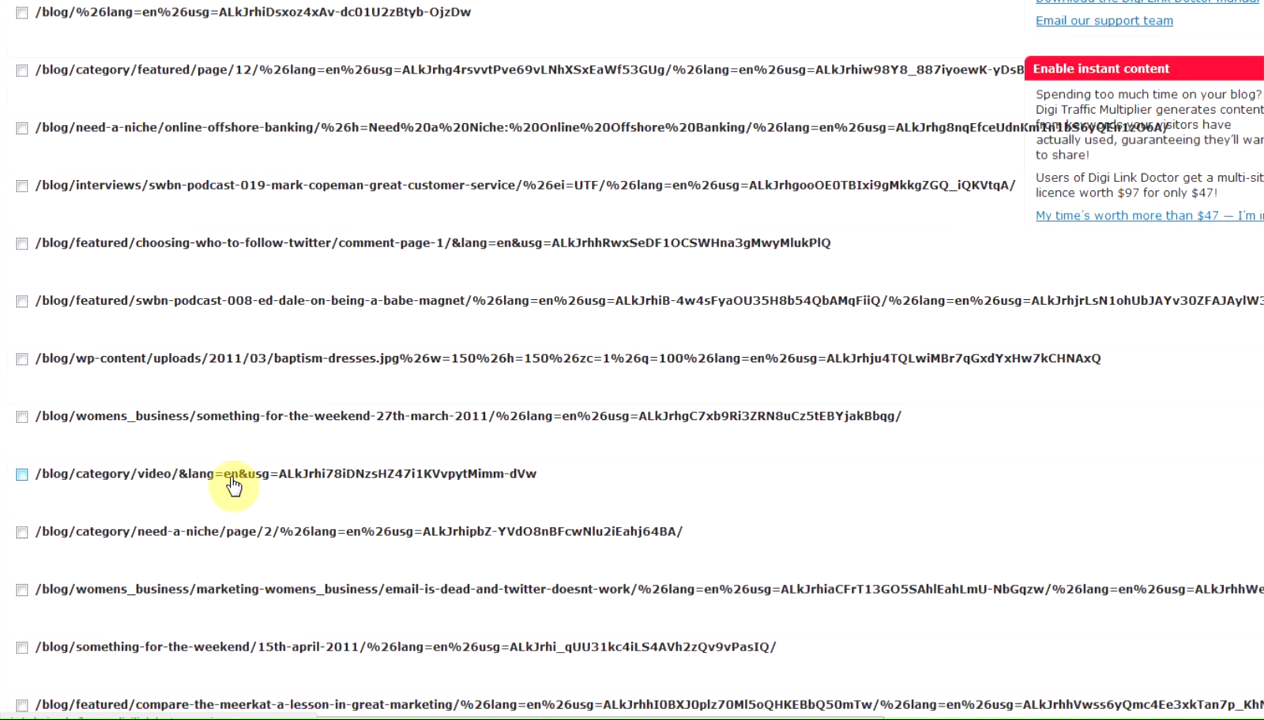 /blog/%26lang=en%26usg=ALkJrhiDsxoz4xAv-dc01U2zBtyb-OjzDw
Email our support team
/blog/category/featured/page/12/%26lang=en%26usg=ALkJrhg4rsvvtPve69vLNhXSxEaWf53GUg/%26lang=en%26usg=ALkJrhiw98Y8_887iyoewK-yDsB
Enable instant content
Spending too much time on your blog?
Digi Traffic Multiplier generates content
from keywords your visitors have
actually used, guaranteeing they'll wan
to share!
Users of Digi Link Doctor get a multi-sit
licence worth $97 for only $47!
My time's worth more than $47 — I'm i
/blog/need-a-niche/online-offshore-banking/%26h=Need%20a%20Niche:%20Online%20Offshore%20Banking/%26lang=en%26usg=
/blog/interviews/swbn-podcast-019-mark-copeman-great-customer-service/%26ei=UTF/%26lang=en%26usg=ALkJrhgooOE0TBIxi9gMkkgZGQ_iQKVtqA/
/blog/featured/choosing-who-to-follow-twitter/comment-page-1/&lang=en&usg=ALkJrhhRwxSeDF1OCSWHna3gMwyMlukPlQ
/blog/featured/swbn-podcast-008-ed-dale-on-being-a-babe-magnet/%26lang=en%26usg=ALkJrhiB-4w4sFyaOU35H8b54QbAMqFiiQ/%26lang=en%26usg=ALkJrhjrLsN1ohUbJAYv30ZFAJAylW3
/blog/wp-content/uploads/2011/03/baptism-dresses.jpg%26w=150%26h=150%26zc=1%26q=100%26lang=en%26usg=ALkJrhju4TQLwiMBr7qGxdYxHw7kCHNAxQ
/blog/womens_business/something-for-the-weekend-27th-march-2011/%26lang=en%26usg=ALkJrhgC7xb9Ri3ZRN8uCz5tEBYjakBbqg/
/blog/category/video/&lang=en&usg=ALkJrhi78iDNzsHZ47i1KVvpytMimm-dVw
/blog/category/need-a-niche/page/2/%26lang=en%26usg=ALkJrhipbZ-YVdO8nBFcwNlu2iEahj64BA/
/blog/womens_business/marketing-womens_business/email-is-dead-and-twitter-doesnt-work/%26lang=en%26usg=ALkJrhiaCFrT13GO5SAhlEahLmU-NbGqzw/%26lang=en%26usg=ALkJrhhWe
/blog/something-for-the-weekend/15th-april-2011/%26lang=en%26usg=ALkJrhi_qUU31kc4iLS4AVh2zQv9vPasIQ/
/blog/featured/compare-the-meerkat-a-lesson-in-great-marketing/%26lang=en%26usg=ALkJrhhI0BXJ0plz70Ml5oQHKEBbQ50mTw/%26lang=en%26usg=ALkJrhhVwss6yQmc4Ee3xkTan7p_KhN